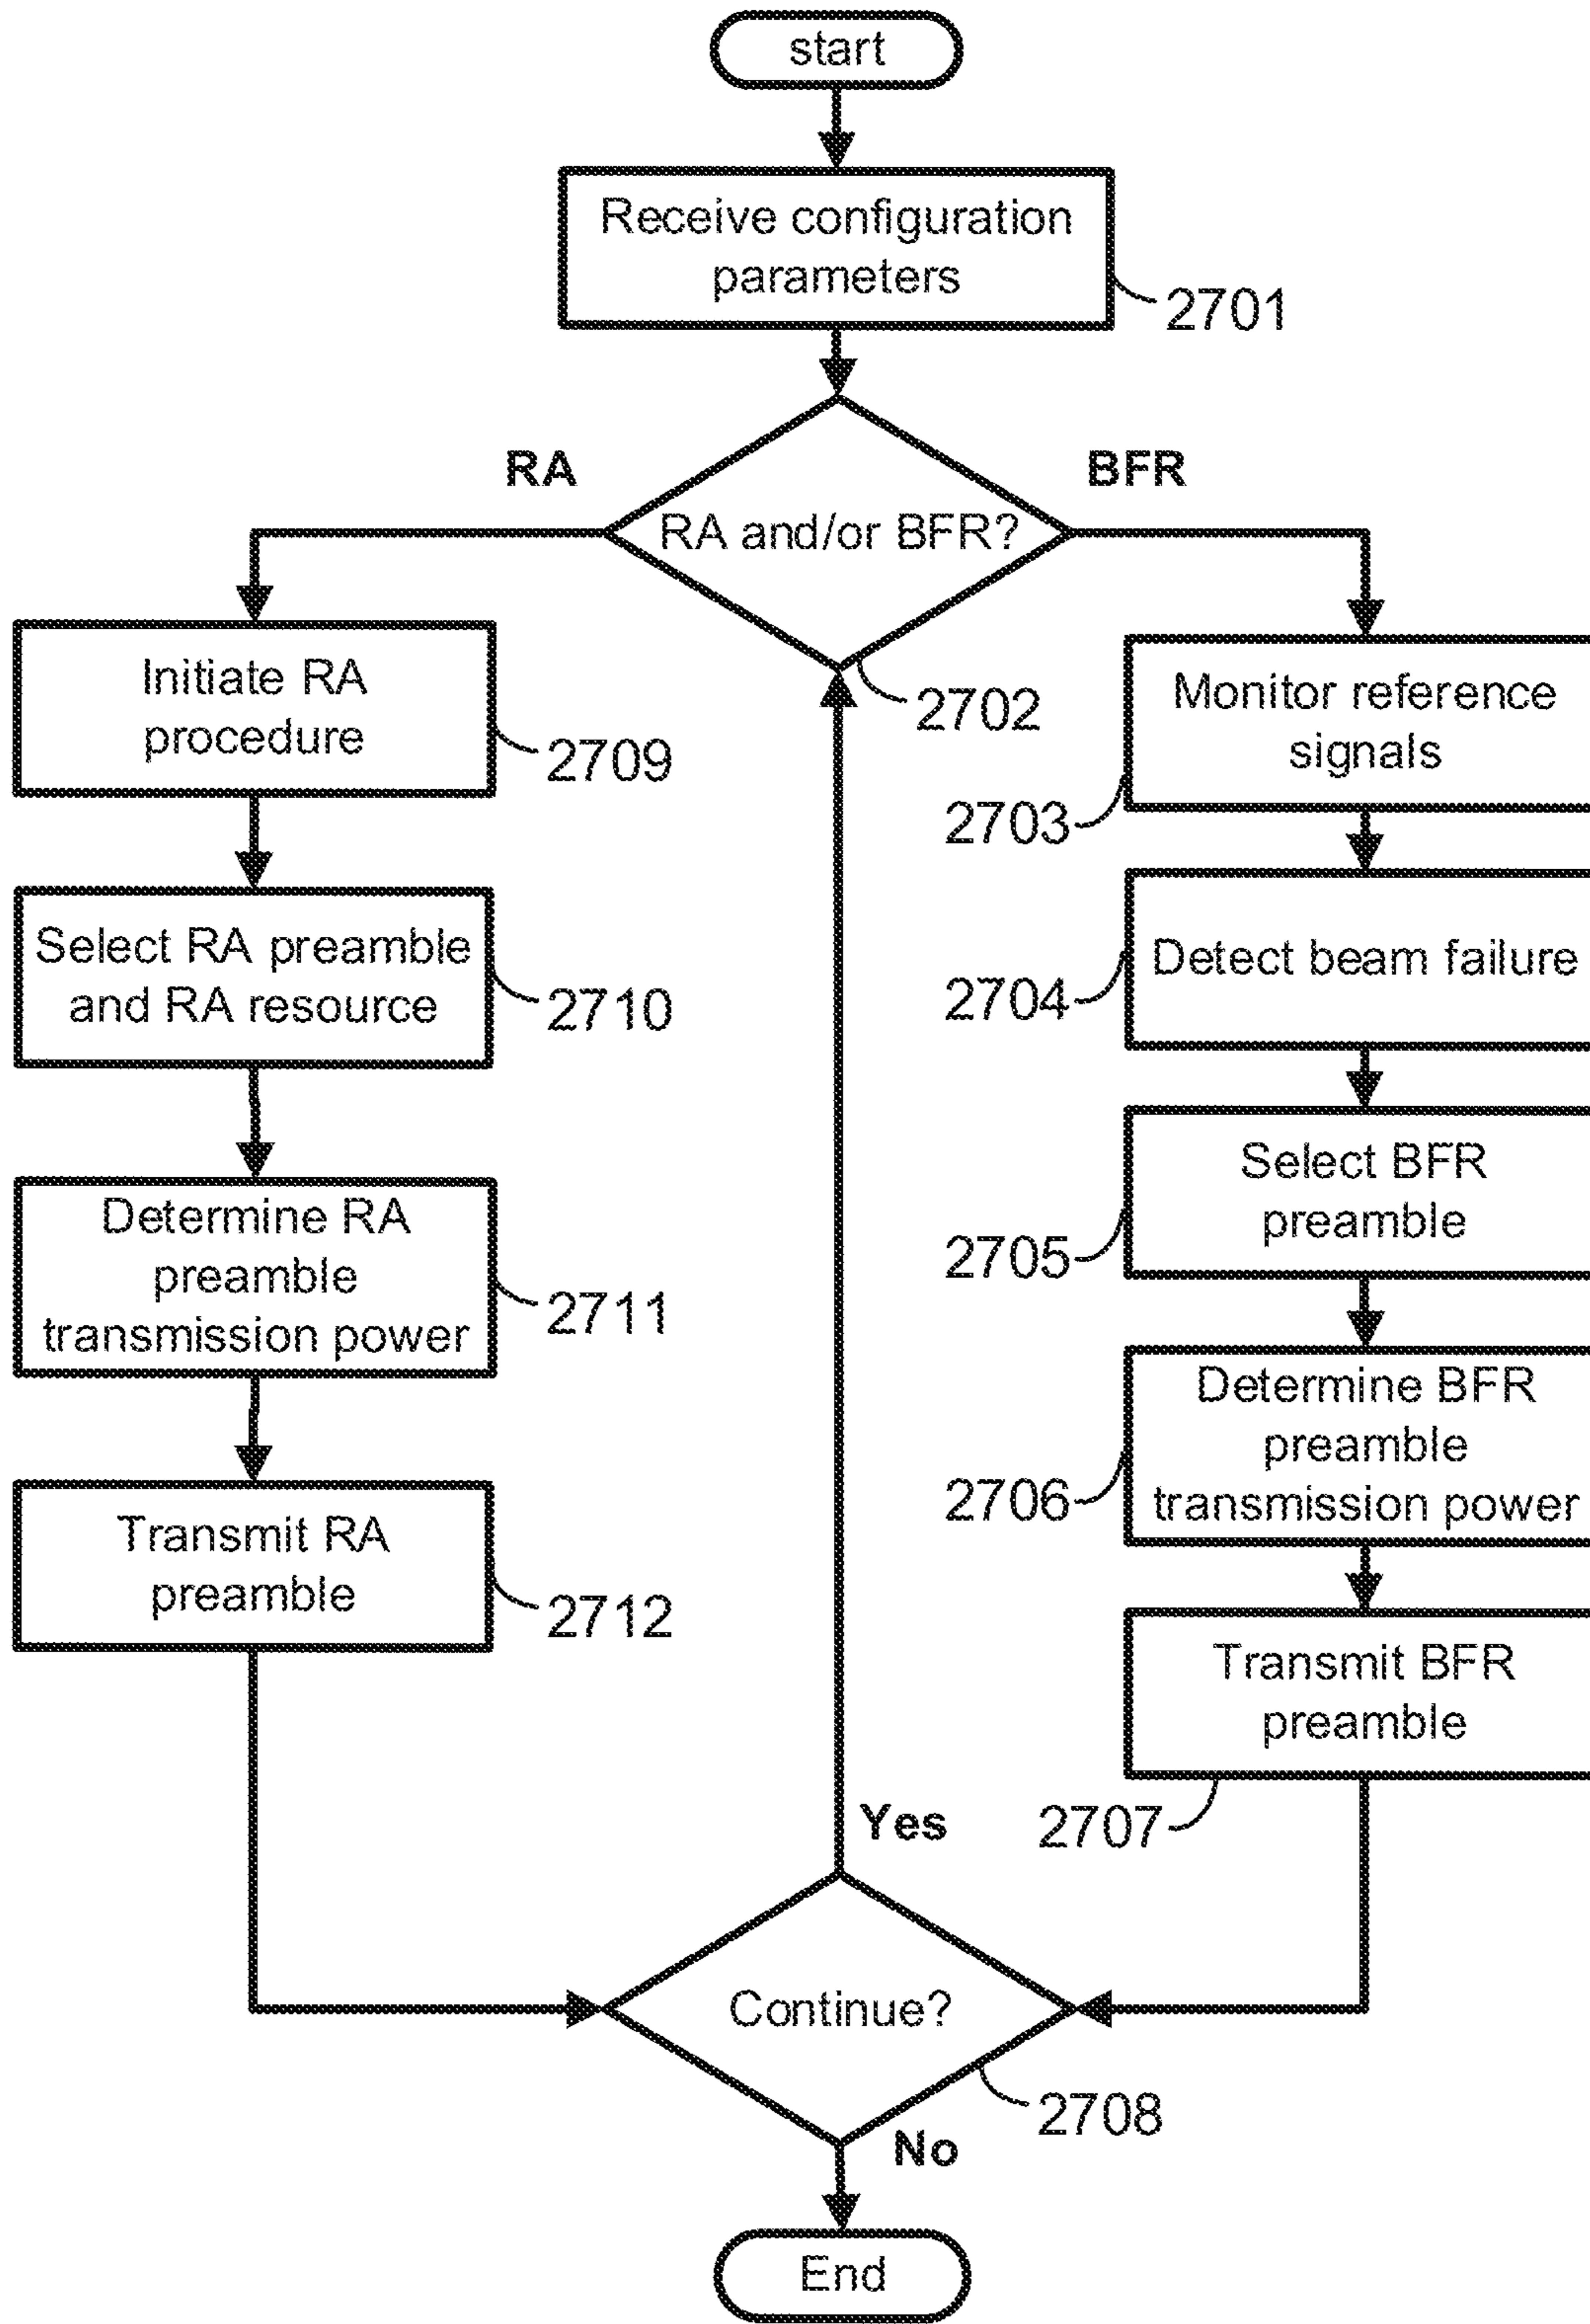 start
Receive configuration
parameters
2701
RA
BFR
RA and/or BFR?
2702
Initiate RA
procedure
2709
Select RA preamble
and RA resource
2710
Determine RA
preamble
transmission power
2711
Transmit RA
preamble
2712
Monitor reference
signals
2703
Detect beam failure
2704
Select BFR
preamble
2705
Determine BFR
preamble
transmission power
2706
Transmit BFR
preamble
2707
Yes
Continue?
2708
No
End